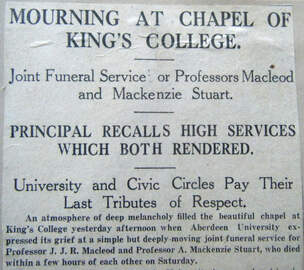 MOURNING AT CHAPEL OF
KING'S COLLEGE.
Joint Funeral Service or Professors Macleod
and Mackenzie Stuart.
PRINCIPAL RECALLS HIGH SERVICES
WHICH BOTH RENDERED.
University and Civic Circles Pay Their
Last Tributes of Respect.
An atmosphere of deep melancholy filled the beautiful chapel at
King's College yesterday afternoon when Aberdeen University ex-
pressed its grief at a simple but deeply-moving joint funeral service for
Professor J. J. R. Macleod and Professor A. Mackenzie Stuart, who died
within a few hours of each other on Saturday.